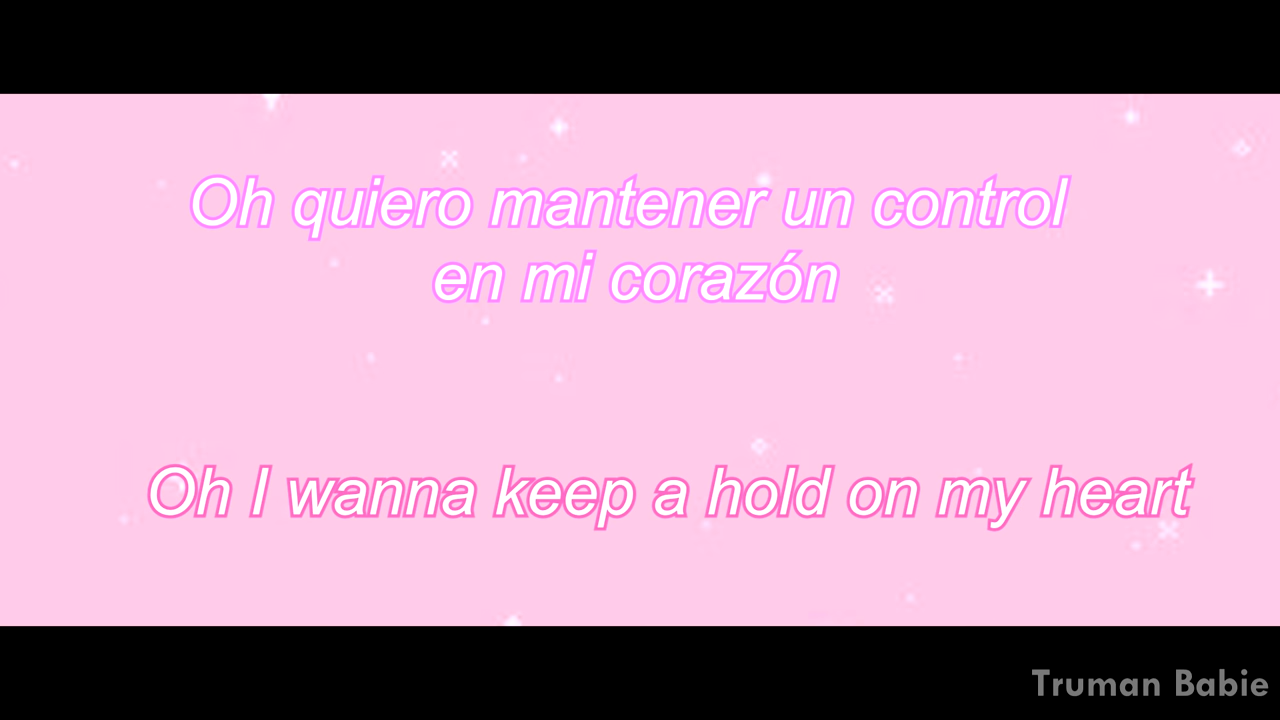 Oh quiero mantener un control
en mi corazón
Oh I wanna keep a hold on my heart
Truman Babie